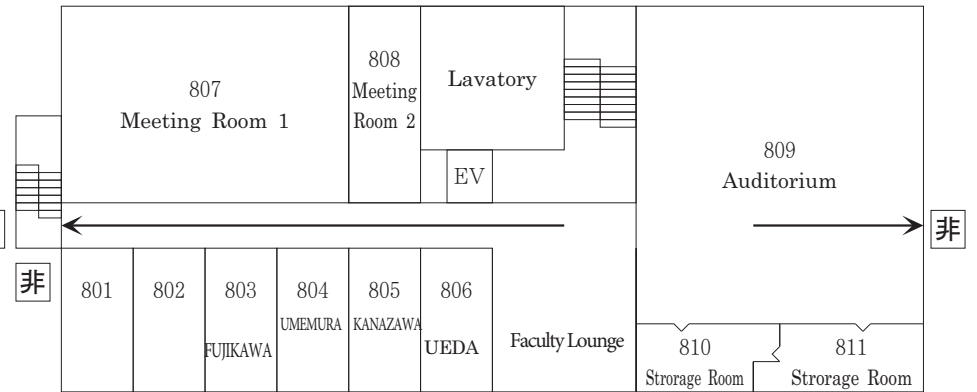 807
Meeting Room 1
808
Meeting
Room 2
Lavatory
EV
809
Auditorium
非
非
801
802
803
FUJIKAWA
804
UMEMURA
805
KANAZAWA
806
UEDA
Faculty Lounge
810
Strorage Room
811
Strorage Room